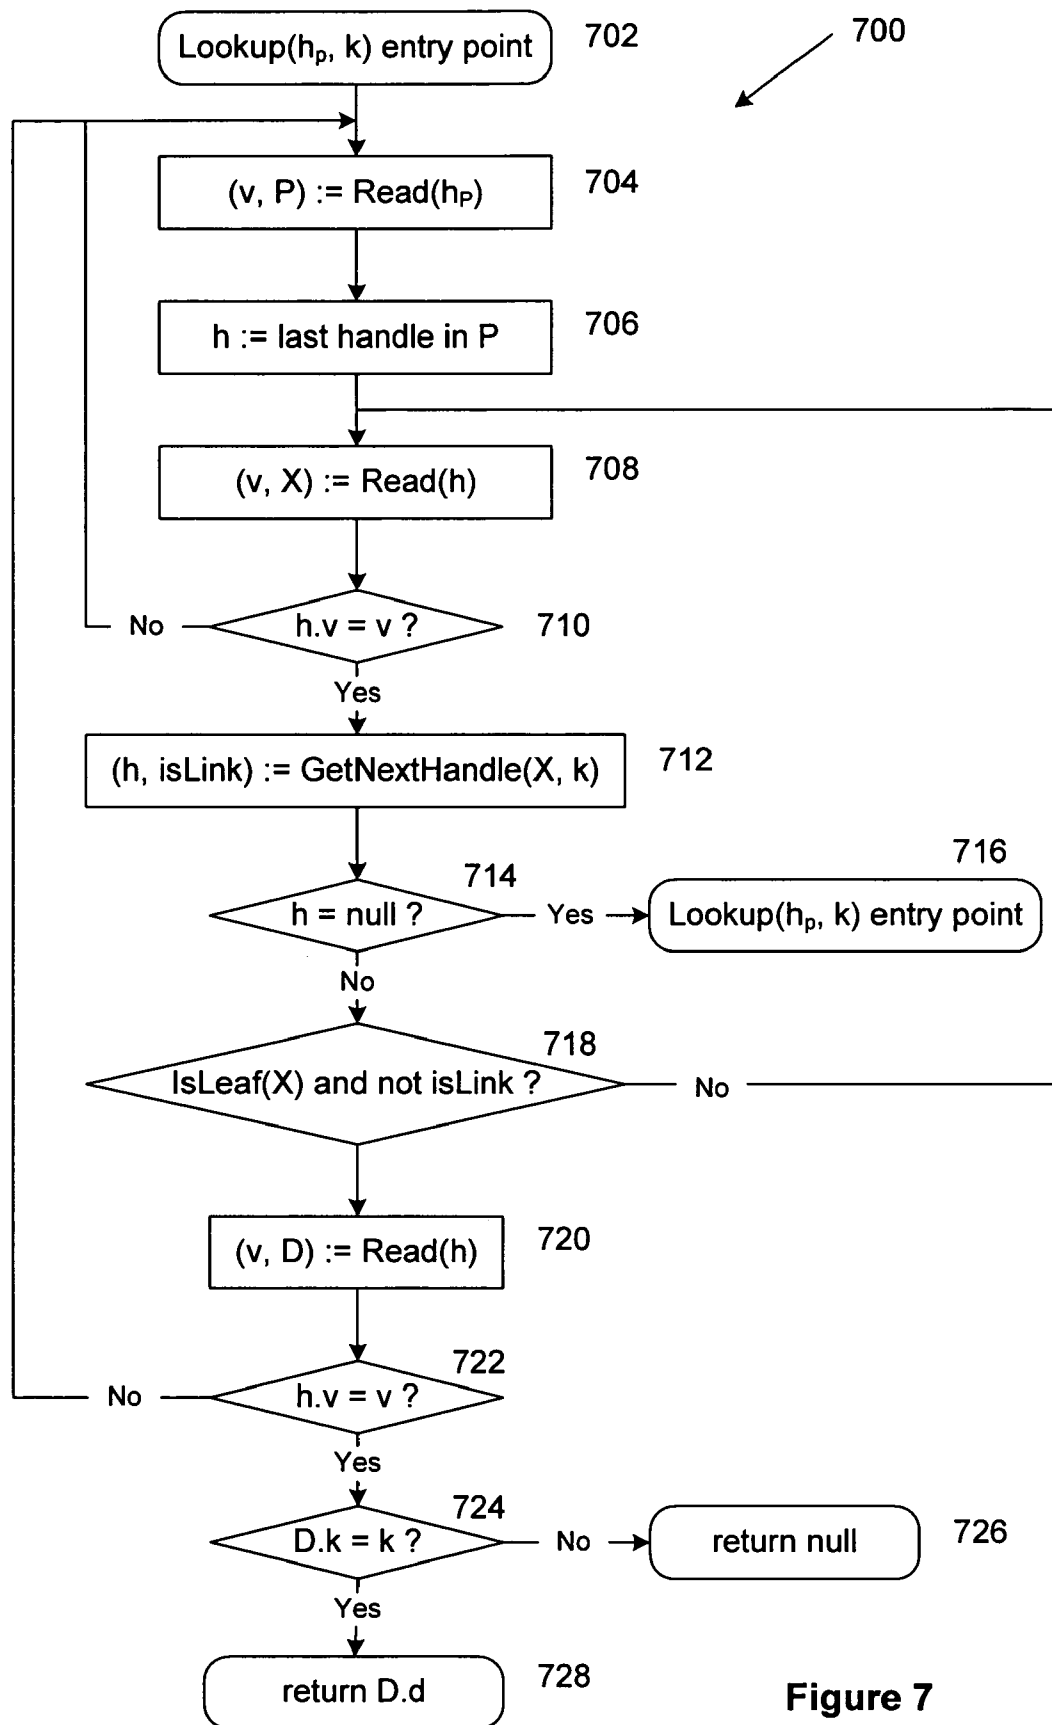 Lookup(hp, k) entry point
702
700
(v, P) := Read(hP)
704
h := last handle in P
706
(v, X) := Read(h)
708
h.v = v ?
710
No
Yes
(h, isLink) := GetNextHandle(X, k)
712
h = null ?
714
Yes
Lookup(hp, k) entry point
716
No
IsLeaf(X) and not isLink ?
718
No
(v, D) := Read(h)
720
h.v = v ?
722
No
Yes
D.k = k ?
724
No
return null
726
Yes
return D.d
728
Figure 7